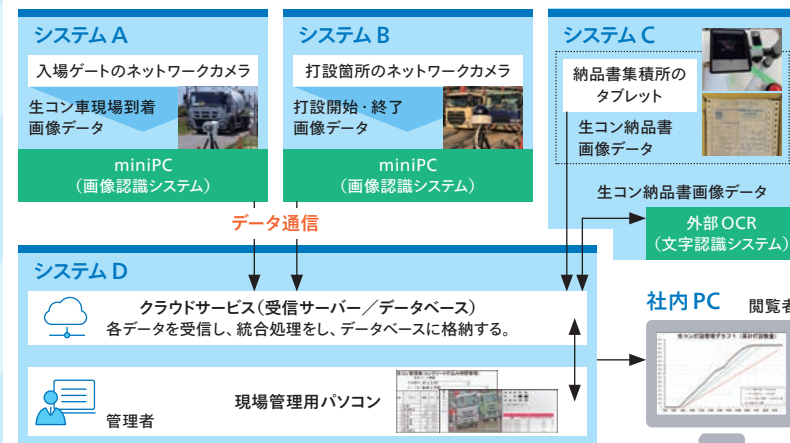 システム A
入場ゲートのネットワークカメラ
生コン車現場到着
画像データ
miniPC
（画像認識システム）
システム B
打設箇所のネットワークカメラ
打設開始・終了
画像データ
miniPC
（画像認識システム）
システム C
納品書集積所の
タブレット
生コン納品書
画像データ
生コン納品書画像データ
外部 OCR
（文字認識システム）
データ通信
システム D
クラウドサービス（受信サーバー／データベース）
各データを受信し、統合処理をし、データベースに格納する。
管理者
現場管理用パソコン
社内 PC
閲覧者